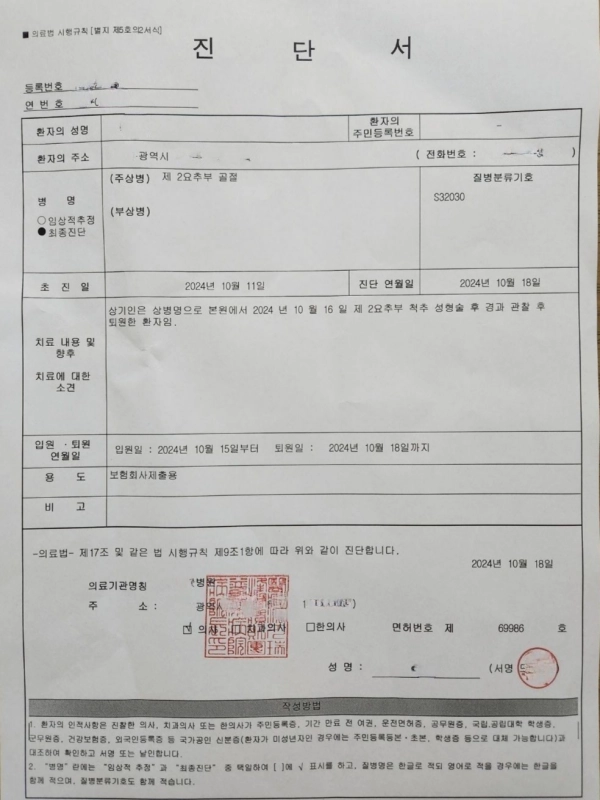 ■ 의료법 시행규칙 [별지 제5호의2서식]
진 단 서
등록번호
연 번 호
환자의 성명
환자의 주민등록번호
환자의 주소 광역시 ( 전화번호 : )
병 명
○임상적추정
●최종진단
(주상병) 제 2요추부 골절
(부상병)
질병분류기호
S32030
초 진 일 2024년 10월 11일 진단 연월일 2024년 10월 18일
치료 내용 및
향후
치료에 대한
소견
상기인은 상병명으로 본원에서 2024 년 10 월 16 일 제 2요추부 척추 성형술 후 경과 관찰 후
퇴원한 환자임.
입원 · 퇴원
연월일
입원일 : 2024년 10월 15일부터 퇴원일 : 2024년 10월 18일까지
용 도 보험회사제출용
비 고
-의료법- 제17조 및 같은 법 시행규칙 제9조1항에 따라 위와 같이 진단합니다.
2024년 10월 18일
의료기관명칭 병원
주 소 : 광역
☑ 의사 □치과의사 □한의사 면허번호 제 69986 호
성 명 : (서명
작성방법
1. 환자의 인적사항은 진찰한 의사, 치과의사 또는 한의사가 주민등록증, 기간 만료 전 여권, 운전면허증, 공무원증, 국립,공립대학 학생증,
군무원증, 건강보험증, 외국인등록증 등 국가공인 신분증(환자가 미성년자인 경우에는 주민등록등본·초본, 학생증 등으로 대체 가능합니다)과
대조하여 확인하고 서명 또는 날인합니다.
2. "병명" 란에는 "임상적 추정" 과 "최종진단" 중 택일하여 [ ]에 √ 표시를 하고, 질병명은 한글로 적되 영어로 적을 경우에는 한글을
함께 적으며, 질병분류기호도 함께 적습니다.